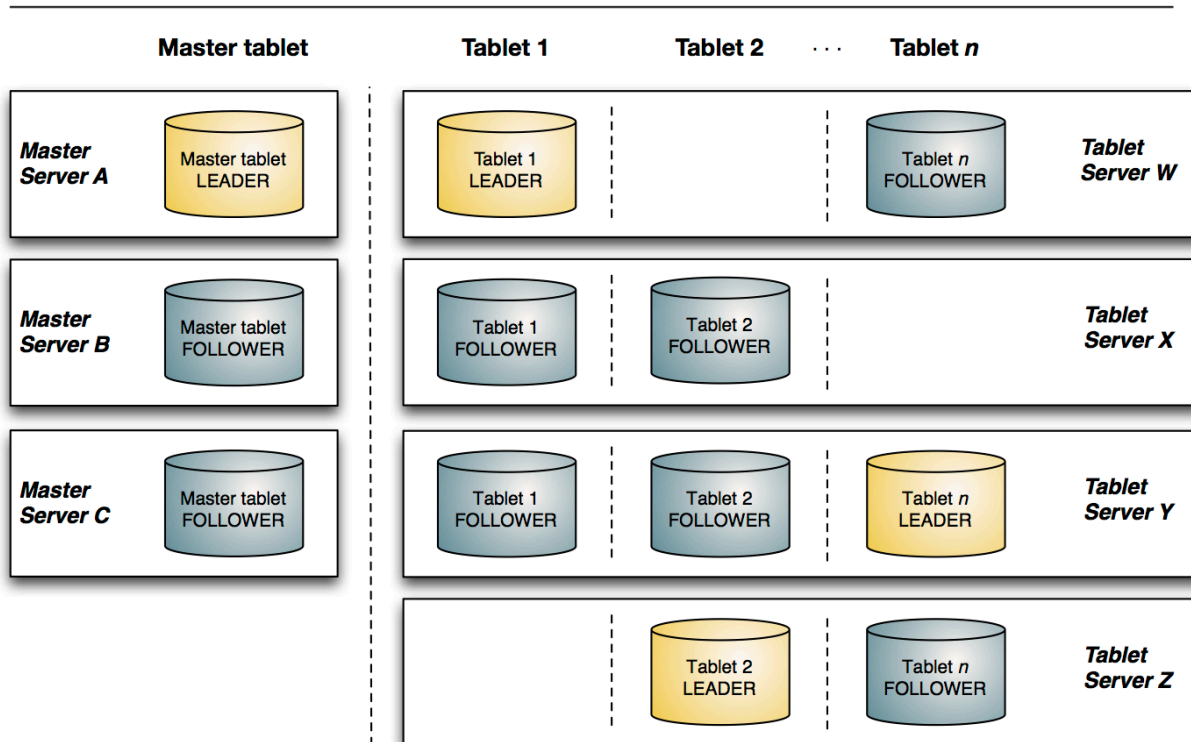 Master tablet Tablet 1 Tablet 2 ... Tablet n
Master
Server A
Master tablet
LEADER
Tablet 1
LEADER
Tablet n
FOLLOWER
Tablet
Server W
Master
Server B
Master tablet
FOLLOWER
Tablet 1
FOLLOWER
Tablet 2
FOLLOWER
Tablet
Server X
Master
Server C
Master tablet
FOLLOWER
Tablet 1
FOLLOWER
Tablet 2
FOLLOWER
Tablet n
LEADER
Tablet
Server Y
Tablet 2
LEADER
Tablet n
FOLLOWER
Tablet
Server Z